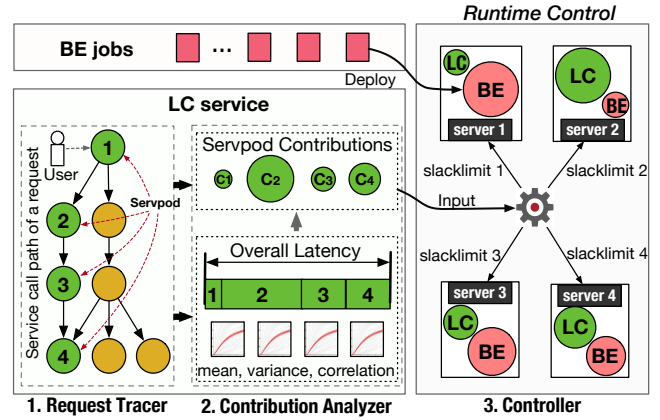 Runtime Control
BE jobs
...
Deploy
LC
BE
server 1
LC
BE
server 2
slacklimit 1
slacklimit 2
LC service
Service call path of a request
User
1
2
3
4
Servpod
Servpod Contributions
C1
C2
C3
C4
Input
Overall Latency
1
2
3
4
mean, variance, correlation
slacklimit 3
slacklimit 4
server 3
LC
BE
server 4
LC
BE
1. Request Tracer
2. Contribution Analyzer
3. Controller